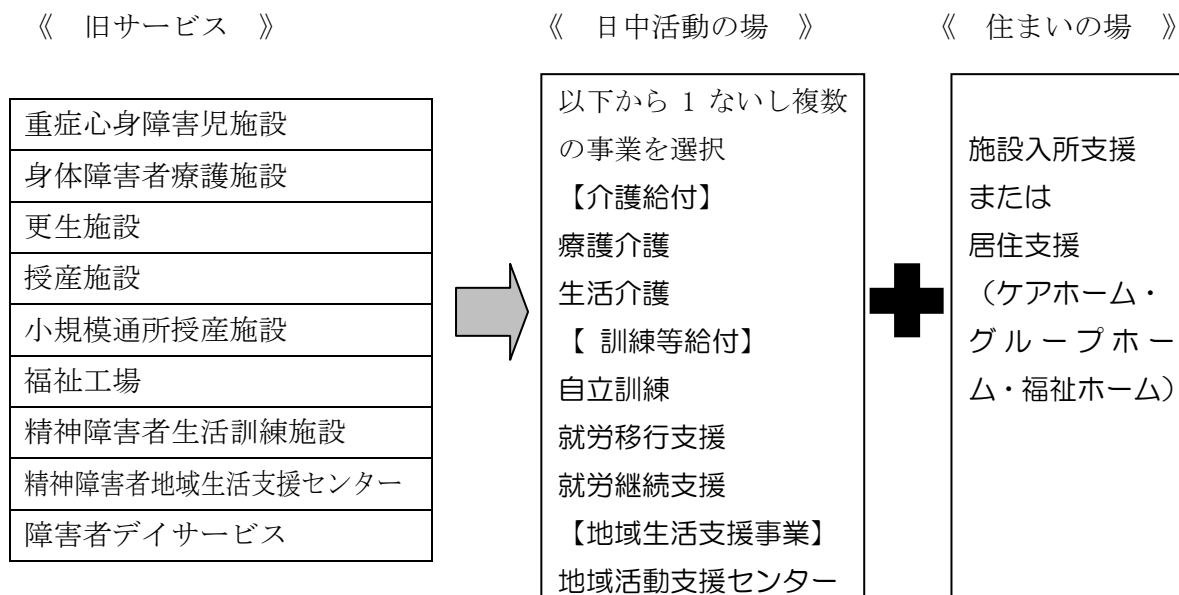 《 旧サービス 》
重症心身障害児施設
身体障害者療護施設
更生施設
授産施設
小規模通所授産施設
福祉工場
精神障害者生活訓練施設
精神障害者地域生活支援センター
障害者デイサービス
《 日中活動の場 》
以下から 1 ないし複数
の事業を選択
【介護給付】
療護介護
生活介護
【 訓練等給付】
自立訓練
就労移行支援
就労継続支援
【地域生活支援事業】
地域活動支援センター
《 住まいの場 》
施設入所支援
または
居住支援
（ケアホーム・
グループホー
ム・福祉ホーム）